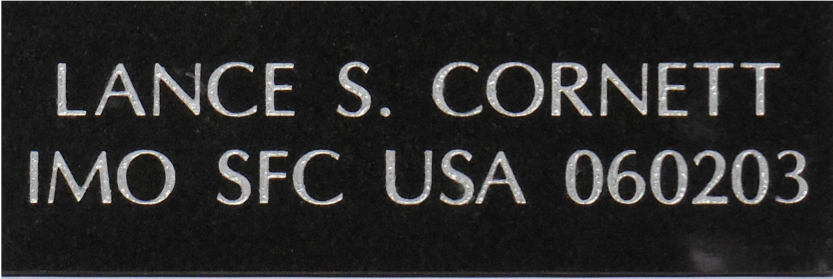 LANCE S. CORNETT
IMO SFC USA 060203